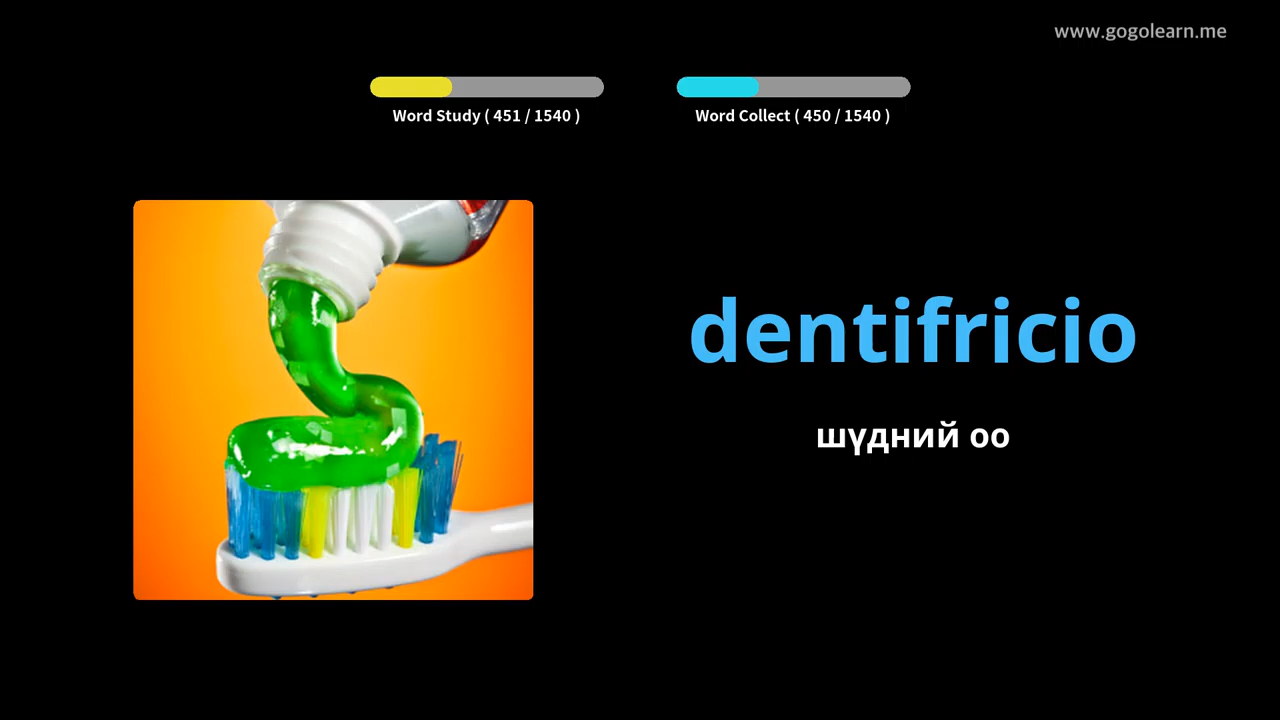 www.gogolearn.me
Word Study ( 451 / 1540 )
Word Collect ( 450 / 1540 )
dentifricio
шүдний оо